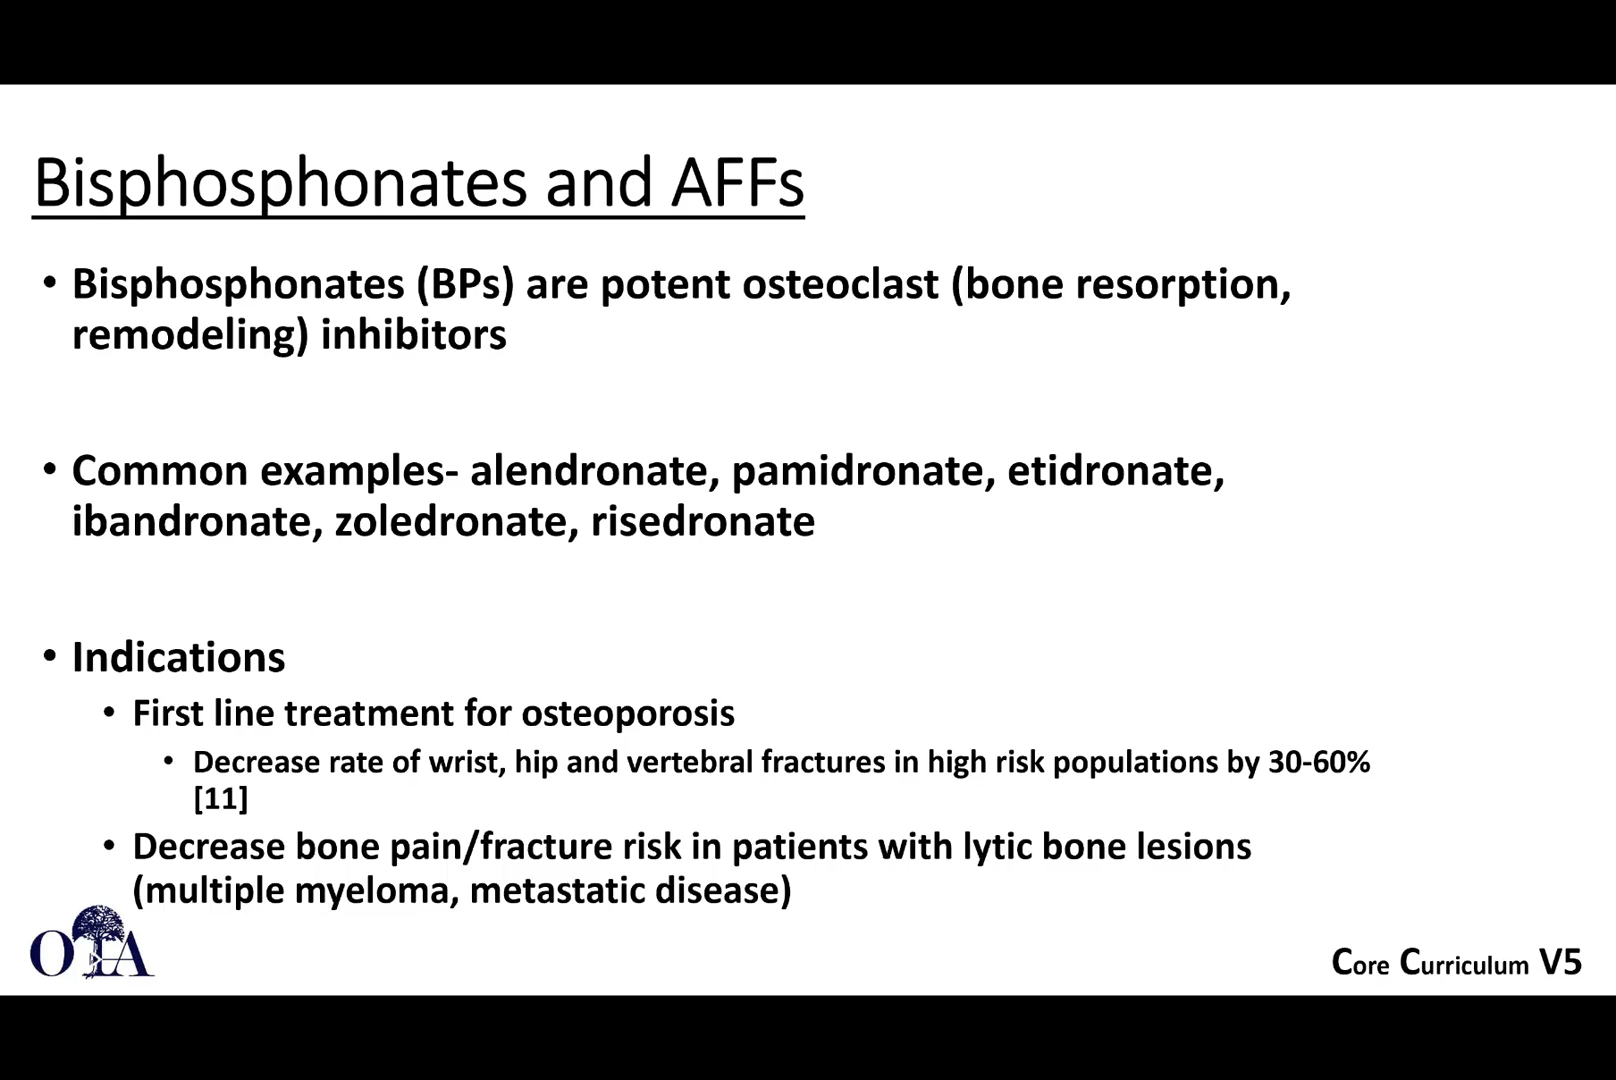 Bisphosphonates and AFFs
• Bisphosphonates (BPs) are potent osteoclast (bone resorption,
remodeling) inhibitors
• Common examples- alendronate, pamidronate, etidronate,
ibandronate, zoledronate, risedronate
• Indications
• First line treatment for osteoporosis
• Decrease rate of wrist, hip and vertebral fractures in high risk populations by 30-60%
[11]
• Decrease bone pain/fracture risk in patients with lytic bone lesions
(multiple myeloma, metastatic disease)
OTA
Core Curriculum V5